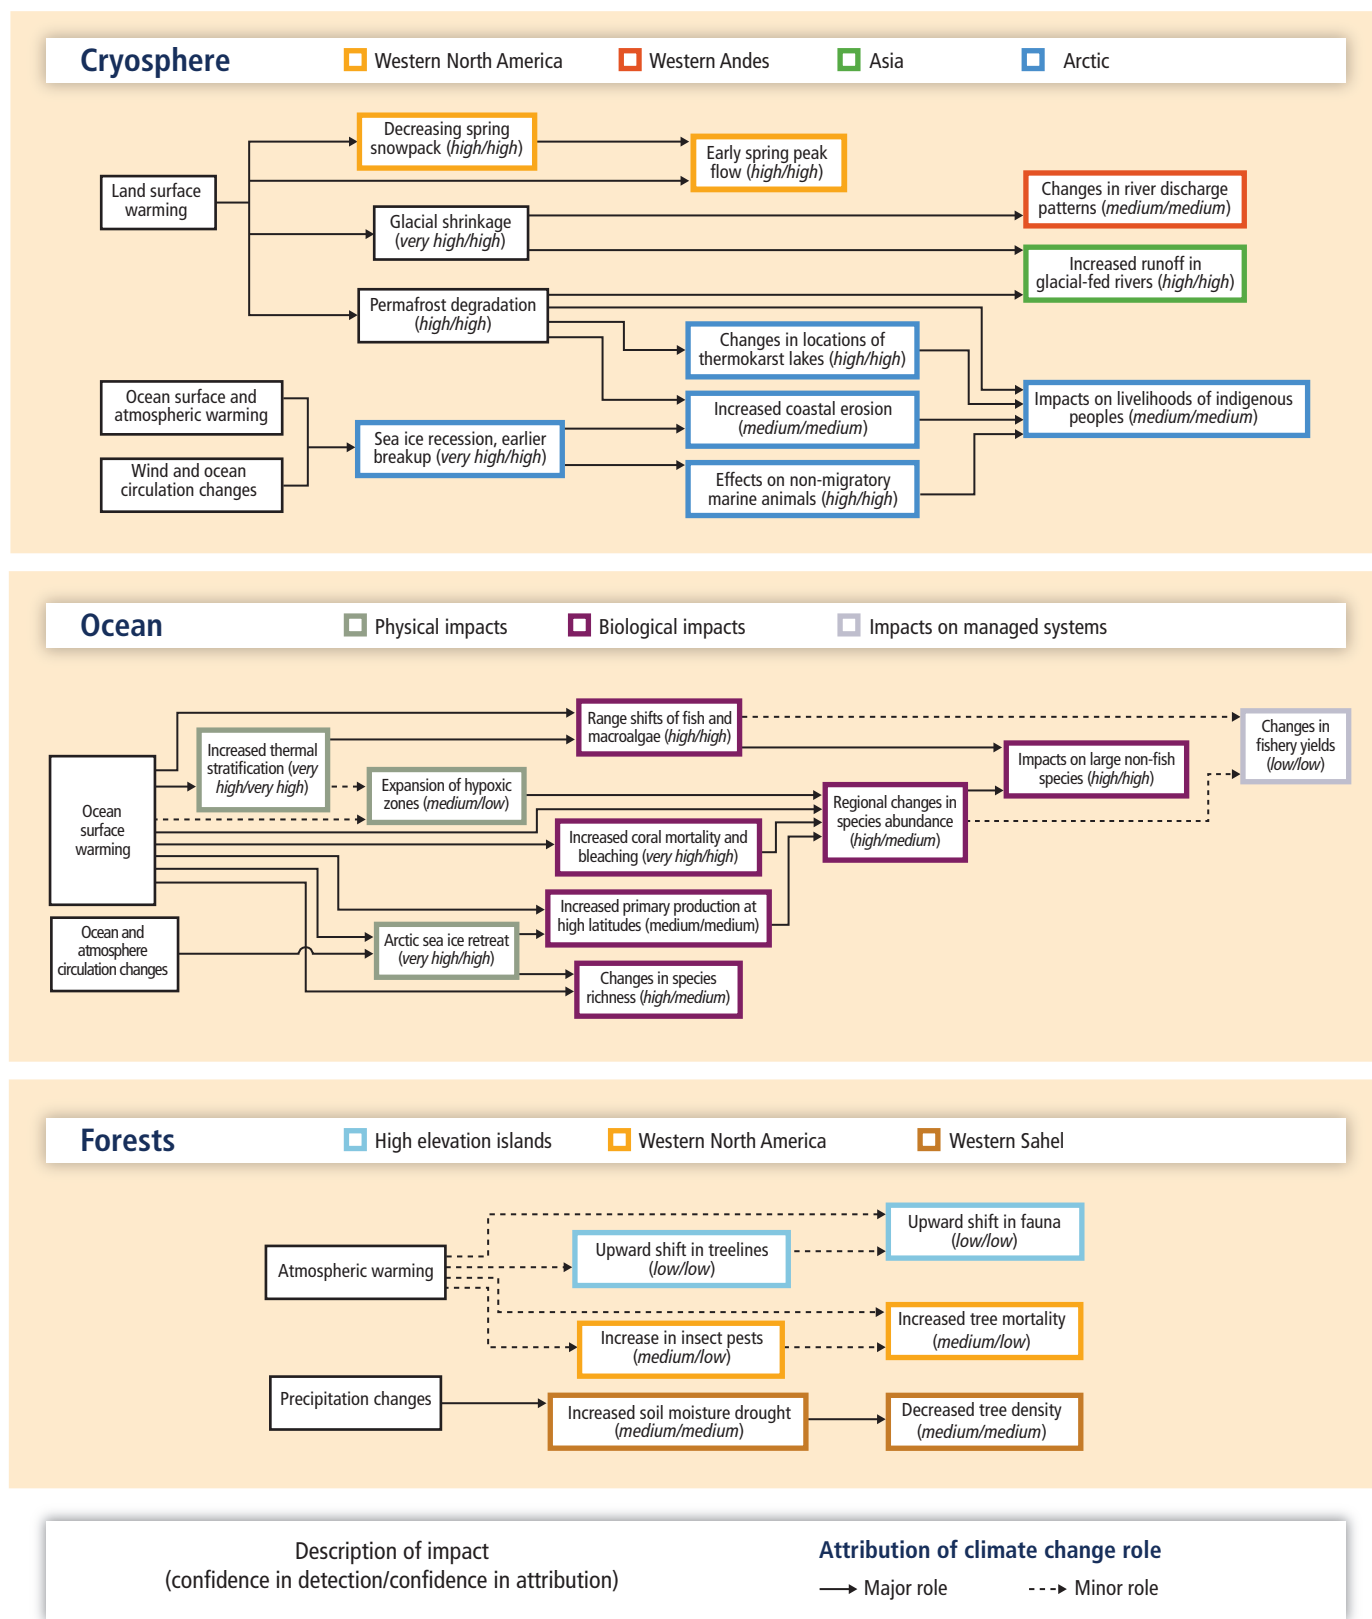 Cryosphere
Western North America
Western Andes
Asia
Arctic
Decreasing spring
snowpack (high/high)
Early spring peak
flow (high/high)
Land surface
warming
Changes in river discharge
patterns (medium/medium)
Glacial shrinkage
(very high/high)
Increased runoff in
glacial-fed rivers (high/high)
Permafrost degradation
(high/high)
Changes in locations of
thermokarst lakes (high/high)
Ocean surface and
atmospheric warming
Increased coastal erosion
(medium/medium)
Impacts on livelihoods of indigenous
peoples (medium/medium)
Sea ice recession, earlier
breakup (very high/high)
Wind and ocean
circulation changes
Effects on non-migratory
marine animals (high/high)
Ocean
Physical impacts
Biological impacts
Impacts on managed systems
Range shifts of fish and
macroalgae (high/high)
Changes in
fishery yields
(low/low)
Increased thermal
stratification (very
high/very high)
Impacts on large non-fish
species (high/high)
Expansion of hypoxic
zones (medium/low)
Regional changes in
species abundance
(high/medium)
Ocean
surface
warming
Increased coral mortality and
bleaching (very high/high)
Increased primary production at
high latitudes (medium/medium)
Ocean and
atmosphere
circulation changes
Arctic sea ice retreat
(very high/high)
Changes in species
richness (high/medium)
Forests
High elevation islands
Western North America
Western Sahel
Upward shift in fauna
(low/low)
Upward shift in treelines
(low/low)
Atmospheric warming
Increased tree mortality
(medium/low)
Increase in insect pests
(medium/low)
Precipitation changes
Increased soil moisture drought
(medium/medium)
Decreased tree density
(medium/medium)
Description of impact
(confidence in detection/confidence in attribution)
Attribution of climate change role
Major role
Minor role